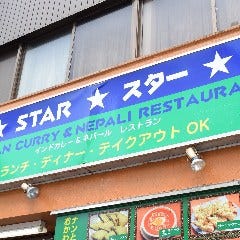 ★ STAR ★ スター ★
AN CURRY & NEPALI RESTAURA
インドカレー & ネパール レストラン
ランチ・ディナー・テイクアウト OK